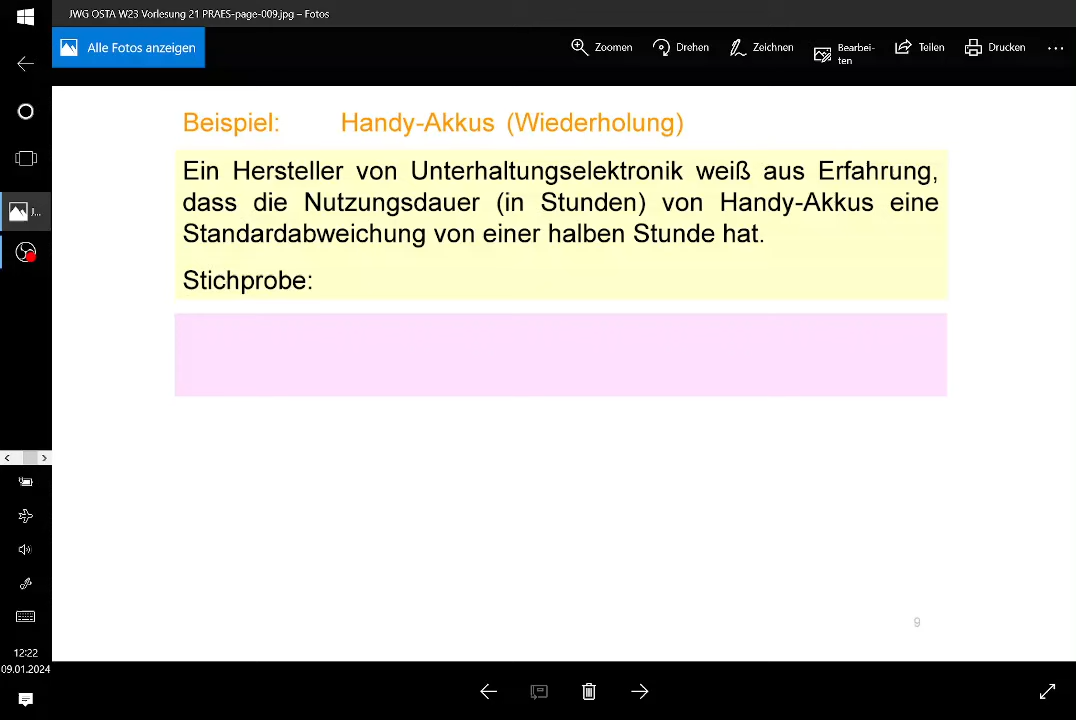 JWG OSTA W23 Vorlesung 21 PRAES-page-009.jpg – Fotos
Alle Fotos anzeigen
Zoomen
Drehen
Zeichnen
Bearbei-
ten
Teilen
Drucken
Beispiel: Handy-Akkus (Wiederholung)
Ein Hersteller von Unterhaltungselektronik weiß aus Erfahrung,
dass die Nutzungsdauer (in Stunden) von Handy-Akkus eine
Standardabweichung von einer halben Stunde hat.
Stichprobe:
J...
9
12:22
09.01.2024